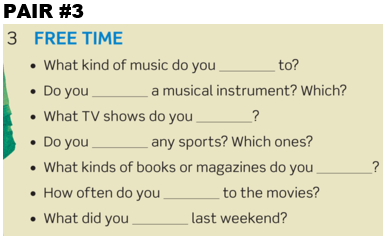 PAIR #3
3 FREE TIME
• What kind of music do you ________ to?
• Do you ________ a musical instrument? Which?
• What TV shows do you ________?
• Do you ________ any sports? Which ones?
• What kinds of books or magazines do you ________?
• How often do you ________ to the movies?
• What did you ________ last weekend?